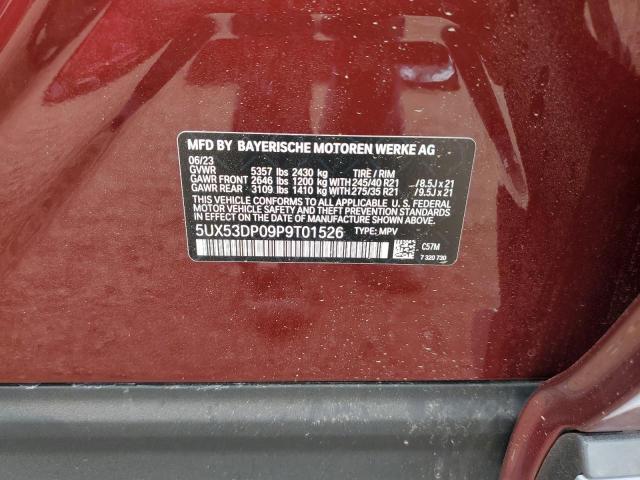 MFD BY BAYERISCHE MOTOREN WERKE AG
06/23
GVWR 5357 lbs 2430 kg TIRE / RIM
GAWR FRONT 2646 lbs 1200 kg WITH 245/40 R21 /8.5J x 21
GAWR REAR 3109 lbs 1410 kg WITH 275/35 R21 /9.5J x 21
THIS VEHICLE CONFORMS TO ALL APPLICABLE U. S. FEDERAL
MOTOR VEHICLE SAFETY AND THEFT PREVENTION STANDARDS
IN EFFECT ON THE DATE OF MANUFACTURE SHOWN ABOVE.
5UX53DP09P9T01526 TYPE: MPV
C57M
7 320 730